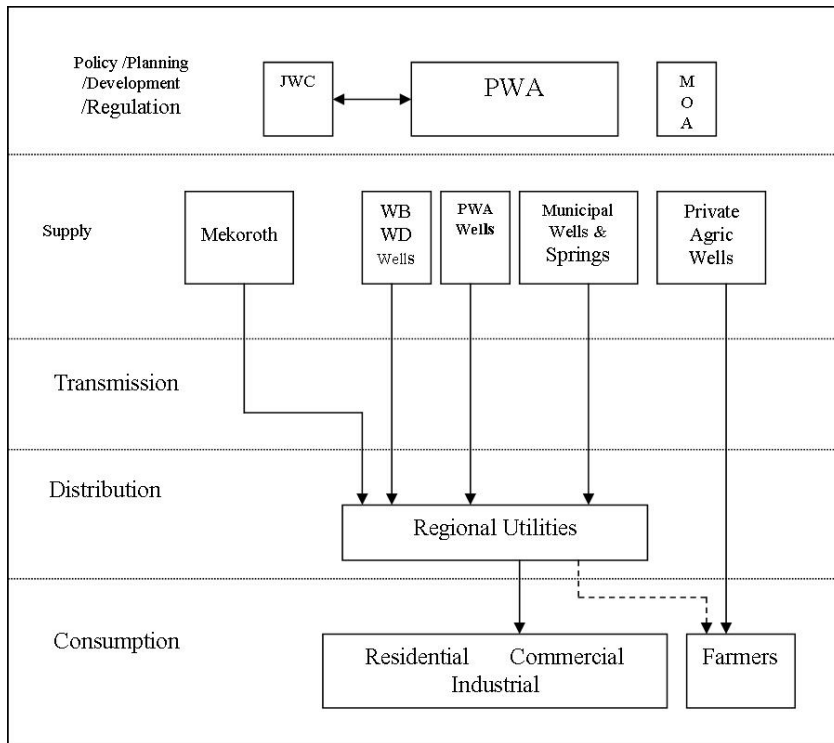 Policy /Planning
/Development
/Regulation
JWC
PWA
M
O
A
Supply
Mekoroth
WB
WD
Wells
PWA
Wells
Municipal
Wells &
Springs
Private
Agric
Wells
Transmission
Distribution
Regional Utilities
Consumption
Residential Commercial
Industrial
Farmers